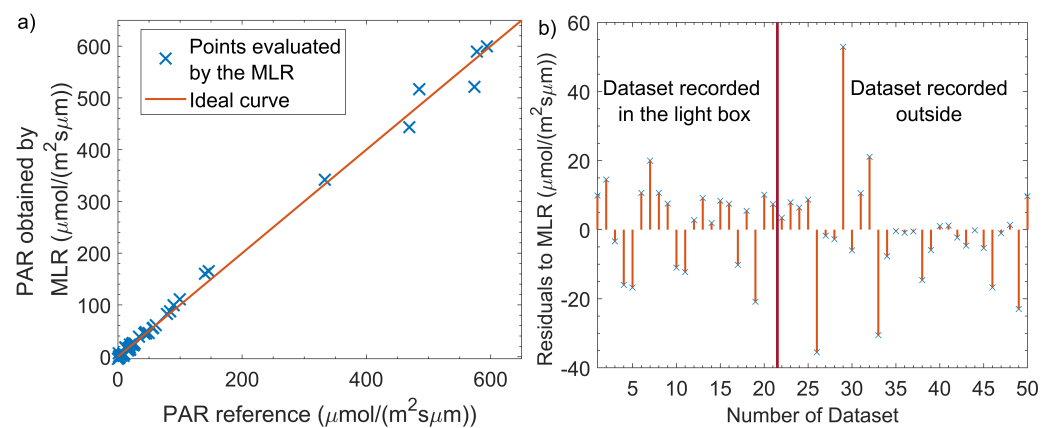 a)
PAR obtained by
MLR (μmol/(m²sμm))
600
500
400
300
200
100
0
Points evaluated
by the MLR
Ideal curve
0
200
400
600
PAR reference (μmol/(m²sμm))
b)
Residuals to MLR (μmol/(m²sμm))
60
40
20
0
-20
-40
Dataset recorded
in the light box
Dataset recorded
outside
5
10
15
20
25
30
35
40
45
50
Number of Dataset